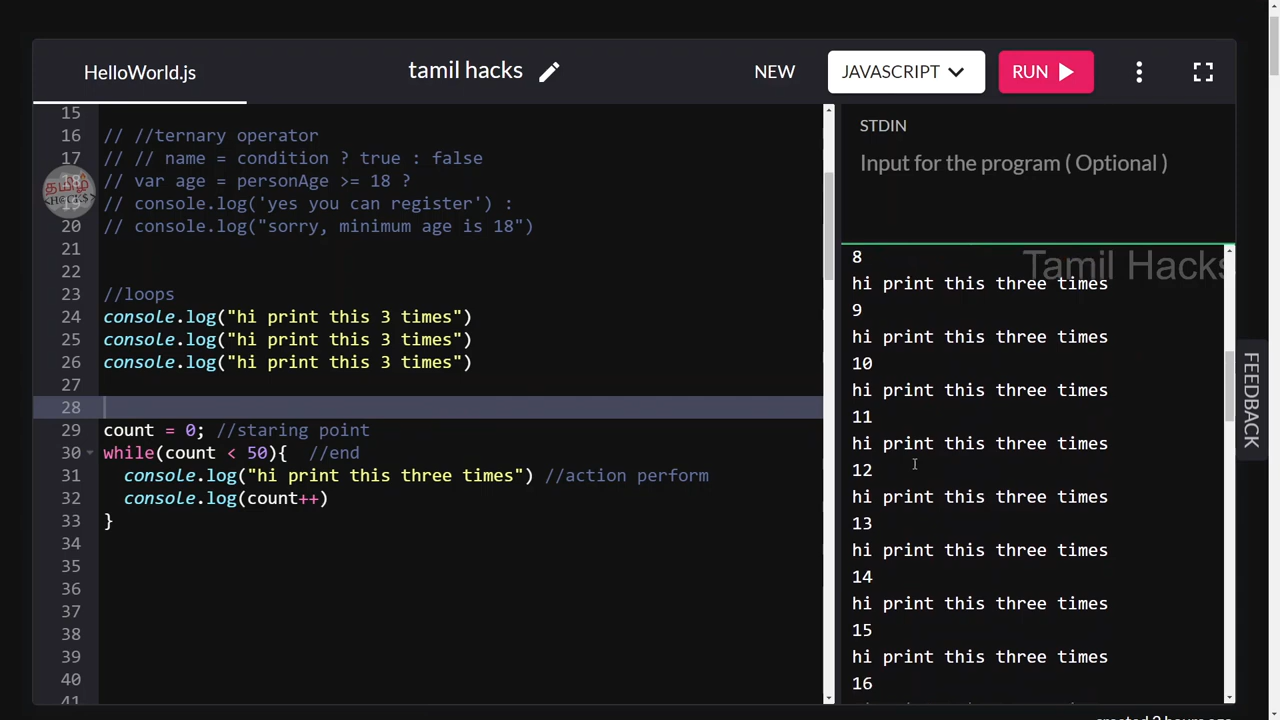 HelloWorld.js
tamil hacks
NEW
JAVASCRIPT
RUN
15
16 // //ternary operator
17 // // name = condition ? true : false
18 // var age = personAge >= 18 ?
19 // console.log('yes you can register') :
20 // console.log("sorry, minimum age is 18")
21
22
23 //loops
24 console.log("hi print this 3 times")
25 console.log("hi print this 3 times")
26 console.log("hi print this 3 times")
27
28
29 count = 0; //staring point
30 while(count < 50){  //end
31   console.log("hi print this three times") //action perform
32   console.log(count++)
33 }
34
35
36
37
38
39
40
41
தமிழ்
<HACKS>
STDIN
Input for the program ( Optional )
Tamil Hacks
8
hi print this three times
9
hi print this three times
10
hi print this three times
11
hi print this three times
12
hi print this three times
13
hi print this three times
14
hi print this three times
15
hi print this three times
16
FEEDBACK